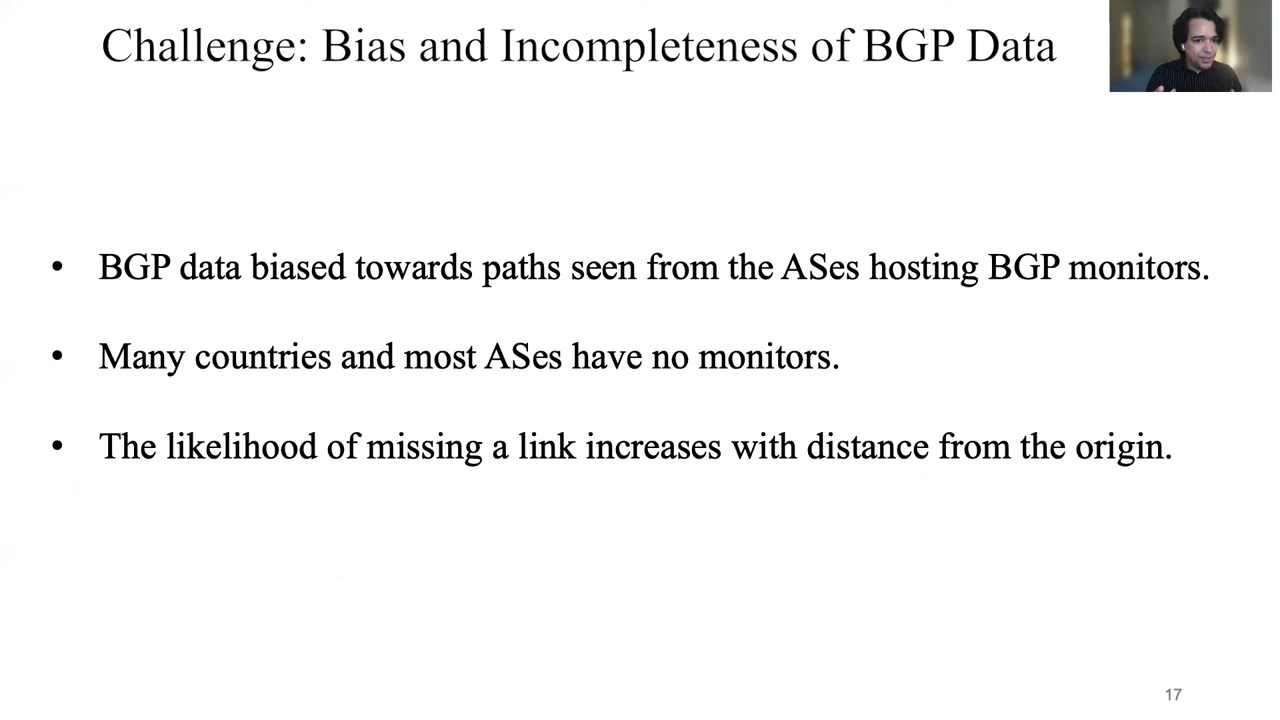 Challenge: Bias and Incompleteness of BGP Data
• BGP data biased towards paths seen from the ASes hosting BGP monitors.
• Many countries and most ASes have no monitors.
• The likelihood of missing a link increases with distance from the origin.
17